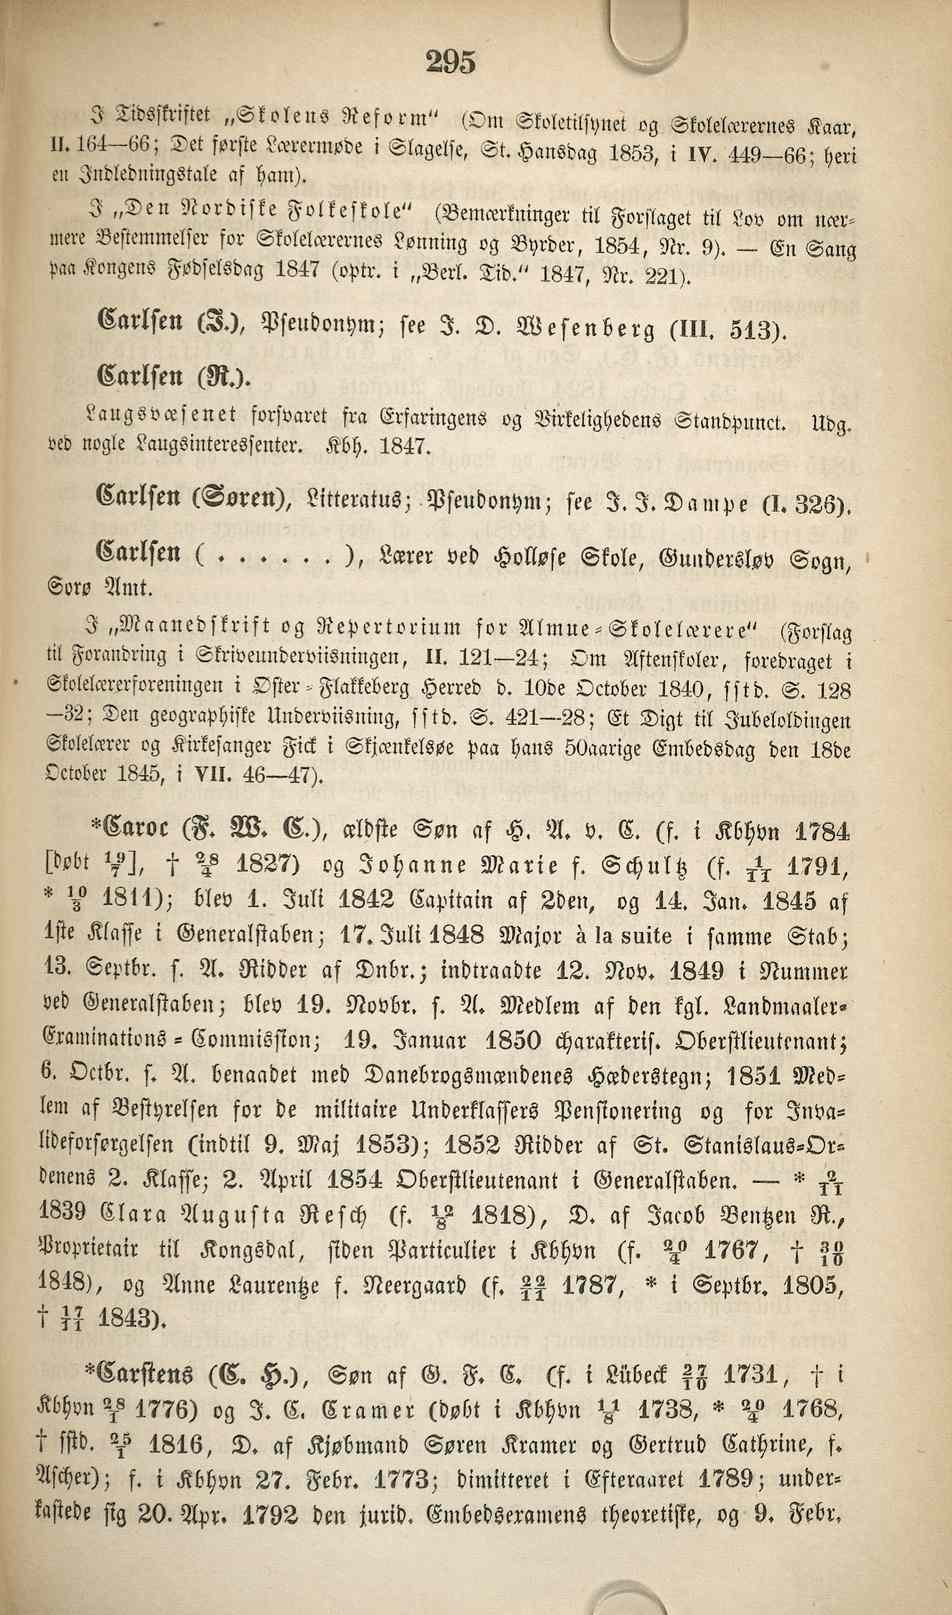 295
I Tidsskriftet „Skolens Reform“ (Om Skoletilsynet og Skolelærernes Kaar,
II. 164—66; Det første Lærermøde i Slagelse, St. Hansdag 1853, i IV. 449—66; heri
en Indledningstale af ham).
I „Den Nordiske Folkeskole“ (Bemærkninger til Forslaget til Lov om nær-
mere Bestemmelser for Skolelærernes Lønning og Byrder, 1854, Nr. 9). — En Sang
paa Kongens Fødselsdag 1847 (optr. i „Berl. Tid.“ 1847, Nr. 221).
Carlsen (J.), Pseudonym; see J. D. Wesenberg (III. 513).
Carlsen (R.).
Laugsvæsenet forsvaret fra Erfaringens og Virkelighedens Standpunct. Udg.
ved nogle Laugsinteressenter. Kbh. 1847.
Carlsen (Søren), Litteratus; Pseudonym; see J. J. Dampe (I. 326).
Carlsen ( . . . . . . ), Lærer ved Holløse Skole, Gundersløv Sogn,
Sorø Amt.
I „Maanedskrift og Repertorium for Almue-Skolelærere“ (Forslag
til Forandring i Skriveunderviisningen, II. 121—24; Om Aftenskoler, foredraget i
Skolelærerforeningen i Øster-Flakkeberg Herred d. 10de October 1840, sstd. S. 128
—32; Den geographiske Underviisning, sstd. S. 421—28; Et Digt til Jubeloldingen
Skolelærer og Kirkesanger Fick i Skjænkelsøe paa hans 50aarige Embedsdag den 18de
October 1845, i VII. 46—47).
*Caroc (F. W. C.), ældste Søn af H. A. v. C. (f. i Kbhvn 1784
[døbt 19/7], † 28/4 1827) og Johanne Marie f. Schultz (f. 1/11 1791,
* 10/3 1811); blev 1. Juli 1842 Capitain af 2den, og 14. Jan. 1845 af
1ste Klasse i Generalstaben; 17. Juli 1848 Major à la suite i samme Stab;
13. Septbr. s. A. Ridder af Dnbr.; indtraadte 12. Nov. 1849 i Nummer
ved Generalstaben; blev 19. Novbr. s. A. Medlem af den kgl. Landmaaler-
Examinations-Commission; 19. Januar 1850 charakteris. Oberstlieutenant;
6. Octbr. s. A. benaadet med Danebrogsmændenes Hæderstegn; 1851 Med-
lem af Bestyrelsen for de militaire Underklassers Pensionering og for Inva-
lideforsørgelsen (indtil 9. Maj 1853); 1852 Ridder af St. Stanislaus-Or-
denens 2. Klasse; 2. April 1854 Oberstlieutenant i Generalstaben. — * 2/11
1839 Clara Augusta Resch (f. 12/8 1818), D. af Jacob Bentzen R.,
Proprietair til Kongsdal, siden Particulier i Kbhvn (f. 20/4 1767, † 30/10
1848), og Anne Laurentze f. Neergaard (f. 22/11 1787, * i Septbr. 1805,
† 17/11 1843).
*Carstens (C. H.), Søn af G. F. C. (f. i Lübeck 27/10 1731, † i
Kbhvn 28/1 1776) og J. C. Cramer (døbt i Kbhvn 11/8 1738, * 20/4 1768,
† sstd. 25/1 1816, D. af Kjøbmand Søren Kramer og Gertrud Cathrine, f.
Ascher); f. i Kbhvn 27. Febr. 1773; dimitteret i Efteraaret 1789; under-
kastede sig 20. Apr. 1792 den jurid. Embedsexamens theoretiske, og 9. Febr.